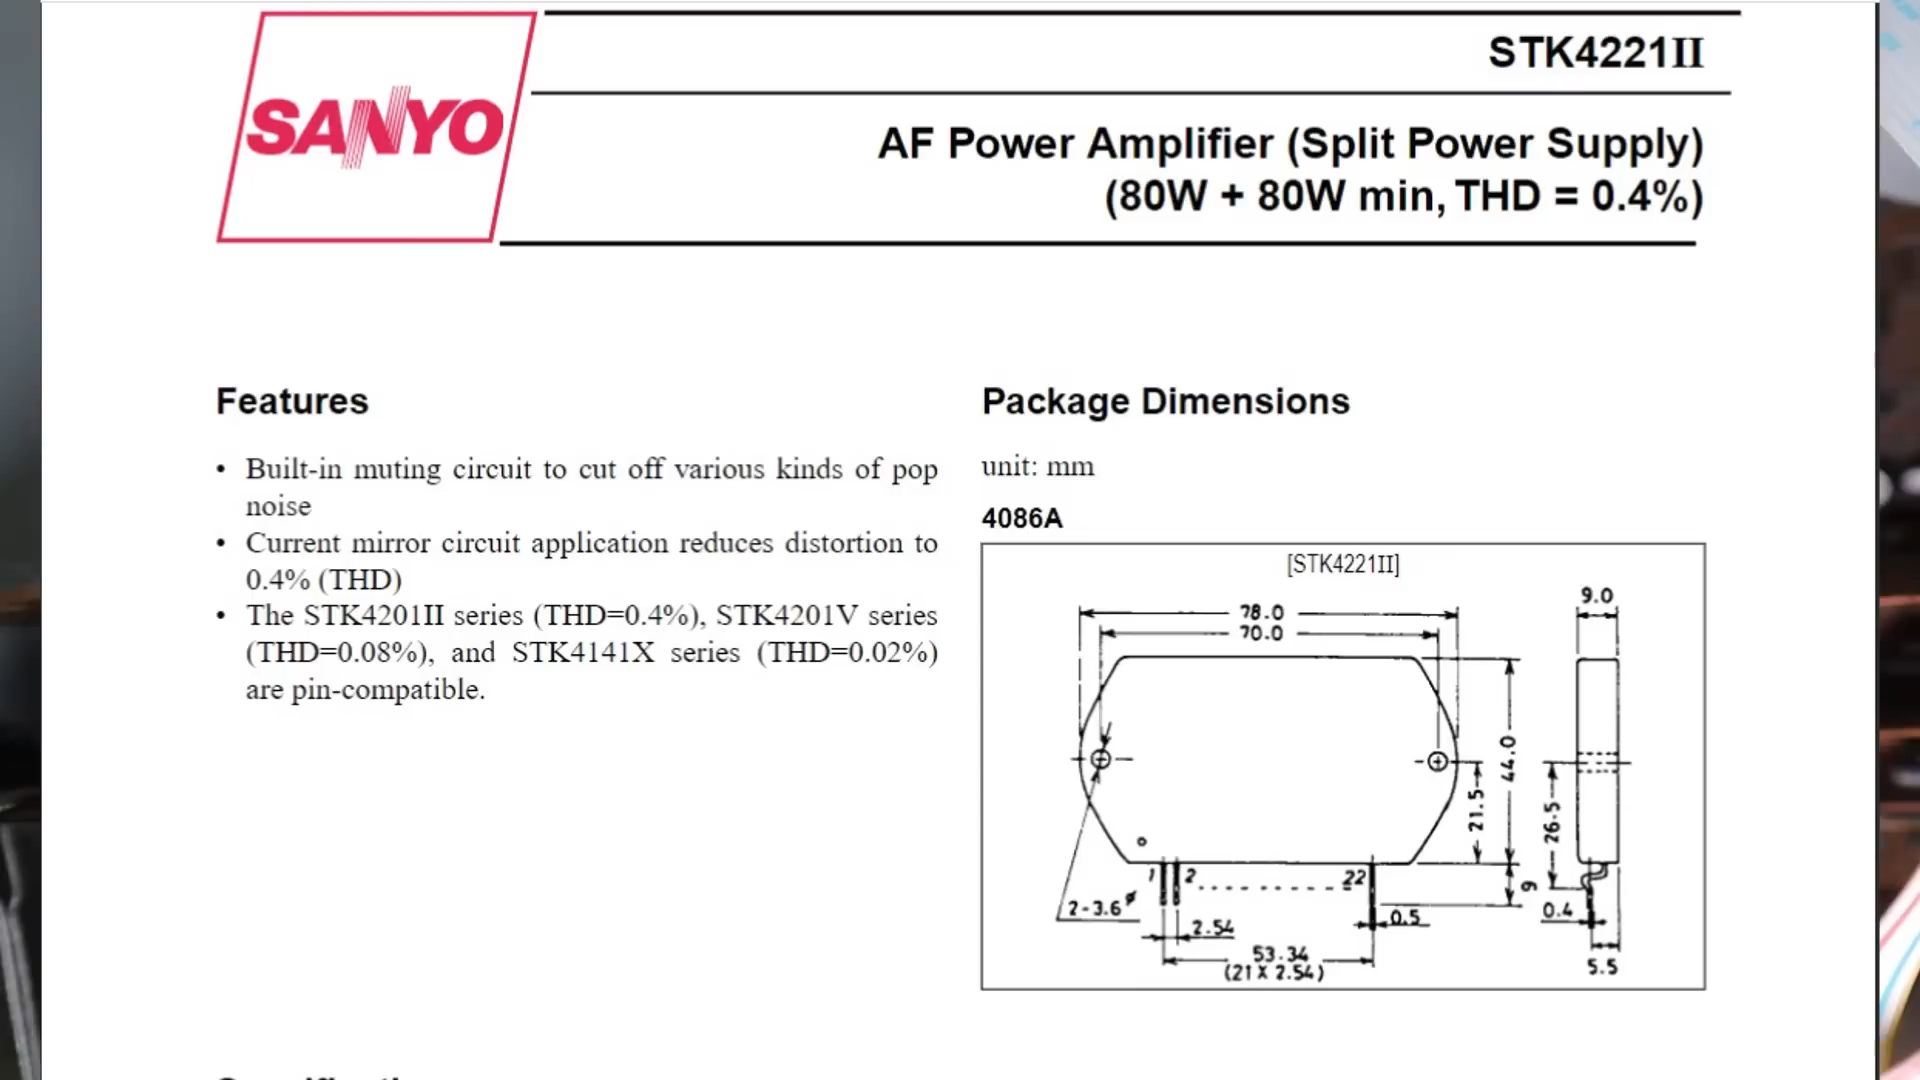 SANYO
STK4221II
AF Power Amplifier (Split Power Supply)
(80W + 80W min, THD = 0.4%)
Features
• Built-in muting circuit to cut off various kinds of pop
noise
• Current mirror circuit application reduces distortion to
0.4% (THD)
• The STK4201II series (THD=0.4%), STK4201V series
(THD=0.08%), and STK4141X series (THD=0.02%)
are pin-compatible.
Package Dimensions
unit: mm
4086A
[STK4221II]
78.0
70.0
9.0
44.0
21.5
26.5
1
2
22
9
2-3.6ø
2.54
0.5
0.4
53.34
(21 X 2.54)
5.5